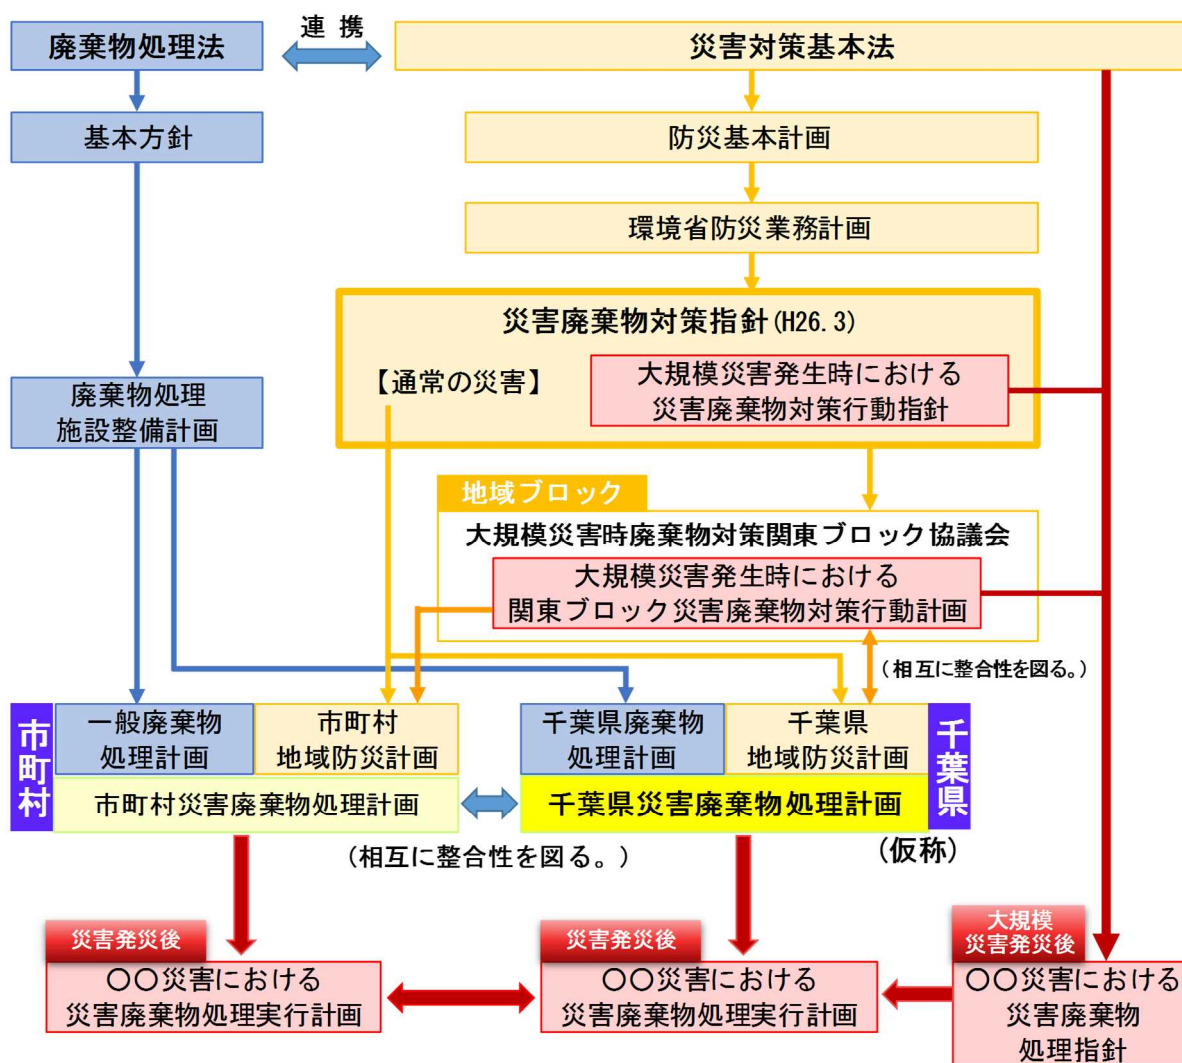 連 携
廃棄物処理法
災害対策基本法
基本方針
防災基本計画
環境省防災業務計画
災害廃棄物対策指針(H26.3)
【通常の災害】
大規模災害発生時における
災害廃棄物対策行動指針
廃棄物処理
施設整備計画
地域ブロック
大規模災害時廃棄物対策関東ブロック協議会
大規模災害発生時における
関東ブロック災害廃棄物対策行動計画
(相互に整合性を図る。)
市町村
一般廃棄物
処理計画
市町村
地域防災計画
市町村災害廃棄物処理計画
千葉県廃棄物
処理計画
千葉県
地域防災計画
千葉県災害廃棄物処理計画
千葉県
(仮称)
(相互に整合性を図る。)
災害発災後
〇〇災害における
災害廃棄物処理実行計画
災害発災後
〇〇災害における
災害廃棄物処理実行計画
大規模
災害発災後
〇〇災害における
災害廃棄物
処理指針